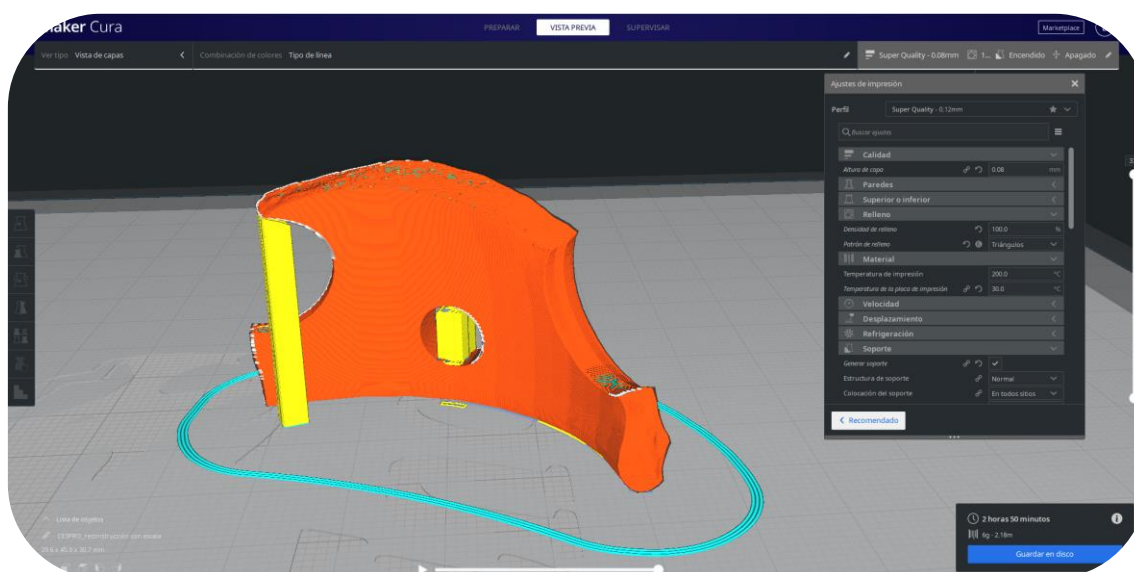 maker Cura
PREPARAR VISTA PREVIA SUPERVISAR
Marketplace
Ver tipo Vista de capas
Combinación de colores Tipo de línea
Super Quality - 0.08mm 1... Encendido Apagado
Ajustes de impresión
Perfil Super Quality - 0.12mm
Buscar ajustes
Calidad
Altura de capa 0.08 mm
Paredes
Superior o inferior
Relleno
Densidad de relleno 100.0 %
Patrón de relleno Triángulos
Material
Temperatura de impresión 200.0 °C
Temperatura de la placa de impresión 30.0 °C
Velocidad
Desplazamiento
Refrigeración
Soporte
Generar soporte
Estructura de soporte Normal
Colocación del soporte En todos sitios
Recomendado
2 horas 50 minutos
6g · 2.18m
Guardar en disco
Lista de objetos